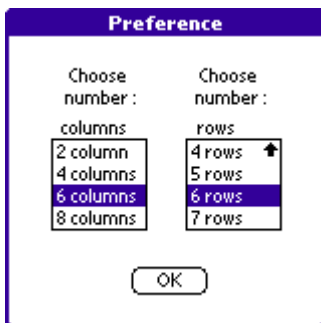 Preference
Choose number :
columns
2 column
4 columns
6 columns
8 columns
Choose number :
rows
4 rows
5 rows
6 rows
7 rows
OK